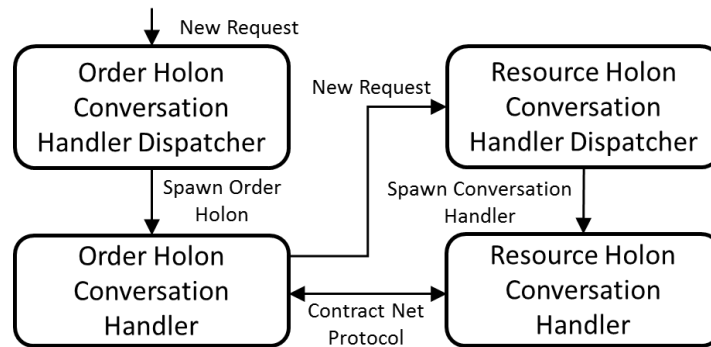 New Request
Order Holon
Conversation
Handler Dispatcher
New Request
Resource Holon
Conversation
Handler Dispatcher
Spawn Order
Holon
Spawn Conversation
Handler
Order Holon
Conversation
Handler
Contract Net
Protocol
Resource Holon
Conversation
Handler